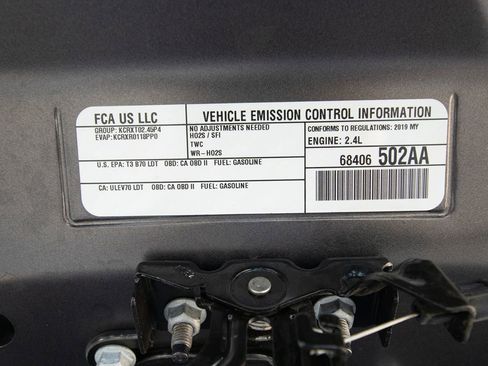 FCA US LLC
GROUP: KCRXT02.45P4
EVAP: KCRXR0118PP0
VEHICLE EMISSION CONTROL INFORMATION
NO ADJUSTMENTS NEEDED
HO2S / SFI
TWC
WR-HO2S
CONFORMS TO REGULATIONS: 2019 MY
ENGINE: 2.4L
68406 502AA
U.S. EPA: T3 B70 LDT OBD: CA OBD II FUEL: GASOLINE
CA: ULEV70 LDT OBD: CA OBD II FUEL: GASOLINE